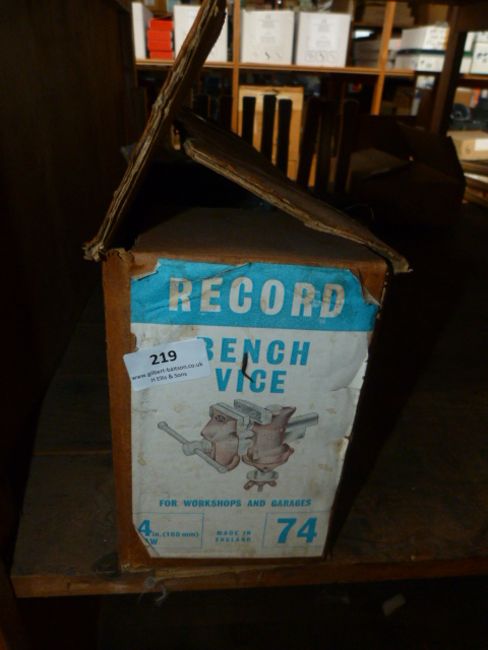 RECORD
BENCH
VICE
219
www.gilbert-baitson.co.uk
H Ellis & Sons
FOR WORKSHOPS AND GARAGES
4 in. (100 mm)
MADE IN
ENGLAND
74